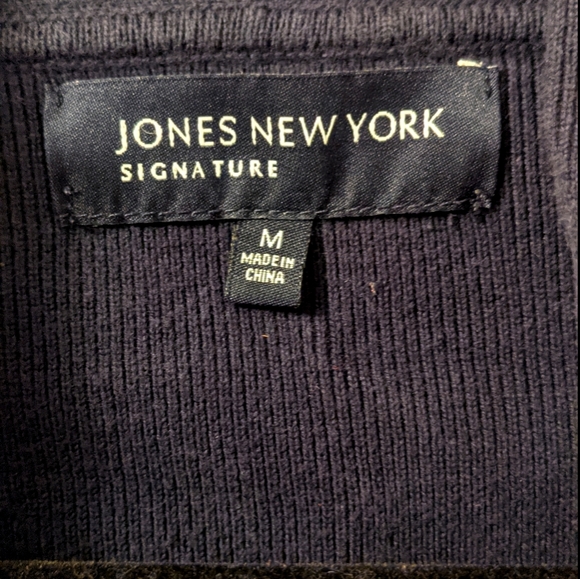 JONES NEW YORK
SIGNATURE
M
MADE IN
CHINA